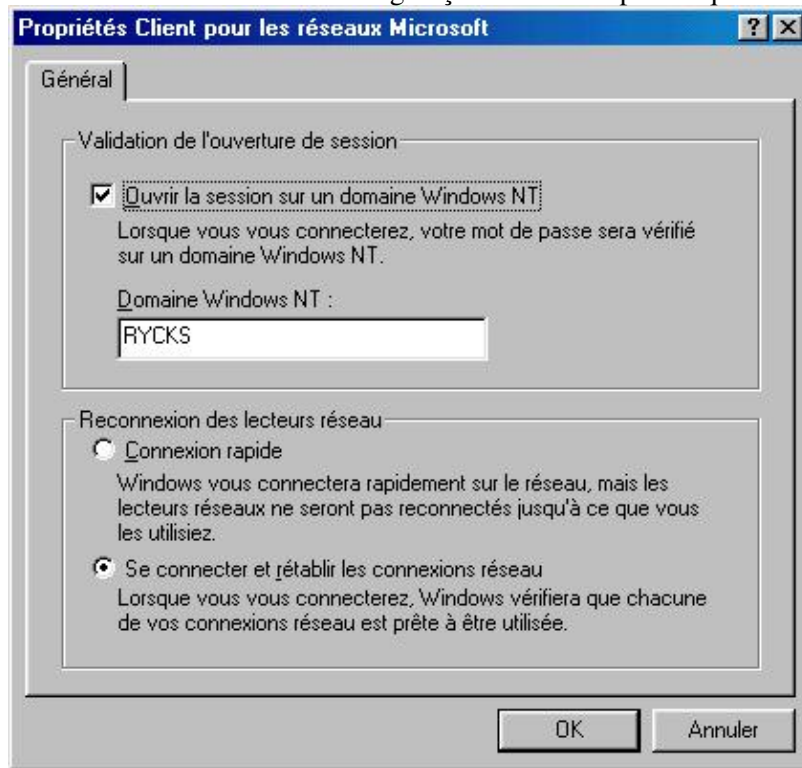 Propriétés Client pour les réseaux Microsoft
Général
Validation de l'ouverture de session
Ouvrir la session sur un domaine Windows NT
Lorsque vous vous connecterez, votre mot de passe sera vérifié
sur un domaine Windows NT.
Domaine Windows NT :
RYCKS
Reconnexion des lecteurs réseau
Connexion rapide
Windows vous connectera rapidement sur le réseau, mais les
lecteurs réseaux ne seront pas reconnectés jusqu'à ce que vous
les utilisiez.
Se connecter et rétablir les connexions réseau
Lorsque vous vous connecterez, Windows vérifiera que chacune
de vos connexions réseau est prête à être utilisée.
OK Annuler